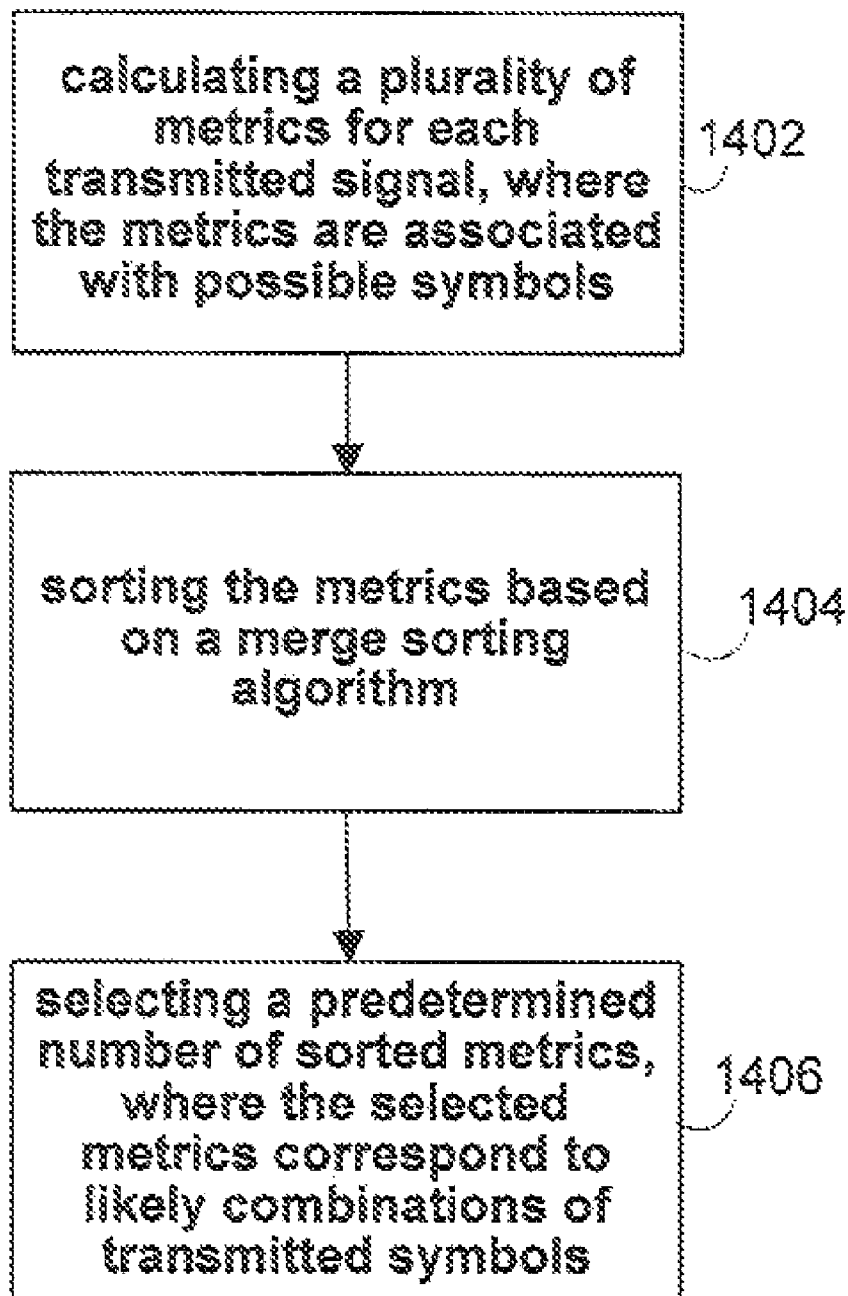 calculating a plurality of
metrics for each
transmitted signal, where
the metrics are associated
with possible symbols
1402
sorting the metrics based
on a merge sorting
algorithm
1404
selecting a predetermined
number of sorted metrics,
where the selected
metrics correspond to
likely combinations of
transmitted symbols
1406